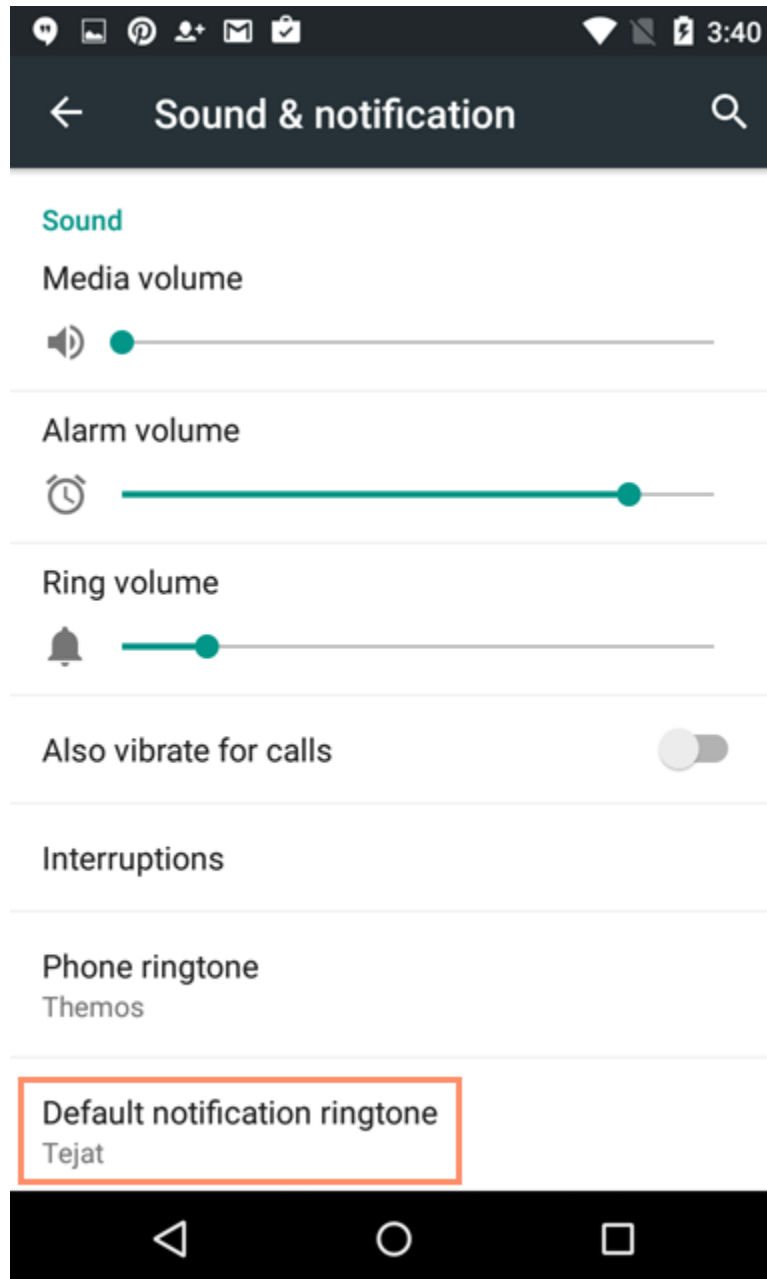 3:40
Sound & notification
Sound
Media volume
Alarm volume
Ring volume
Also vibrate for calls
Interruptions
Phone ringtone
Themos
Default notification ringtone
Tejat